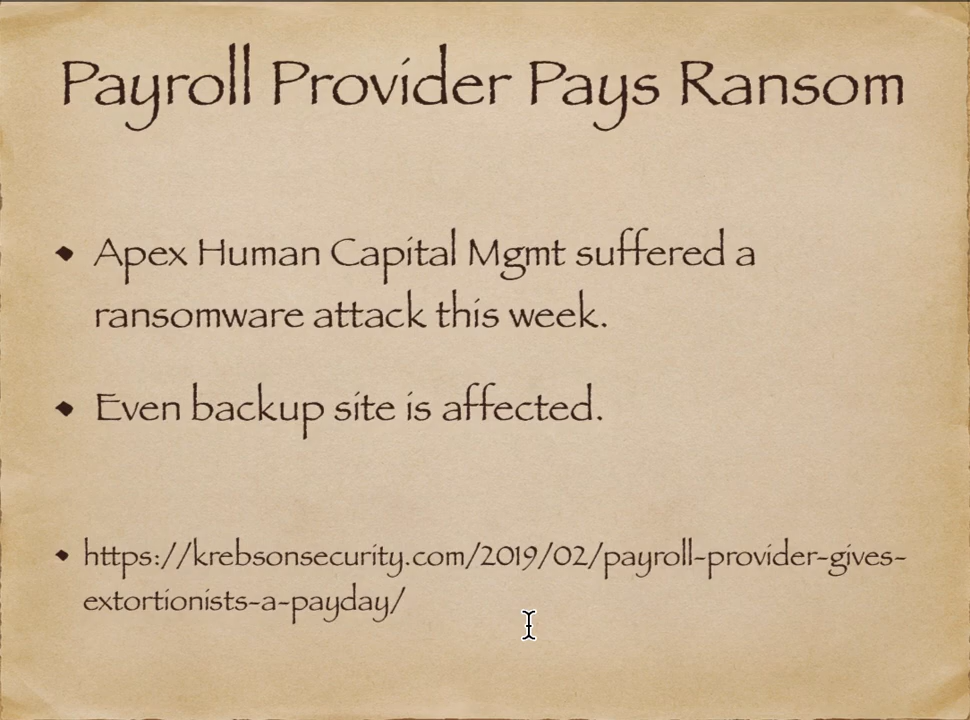 Payroll Provider Pays Ransom
• Apex Human Capital Mgmt suffered a
ransomware attack this week.
• Even backup site is affected.
• https://krebsonsecurity.com/2019/02/payroll-provider-gives-
extortionists-a-payday/